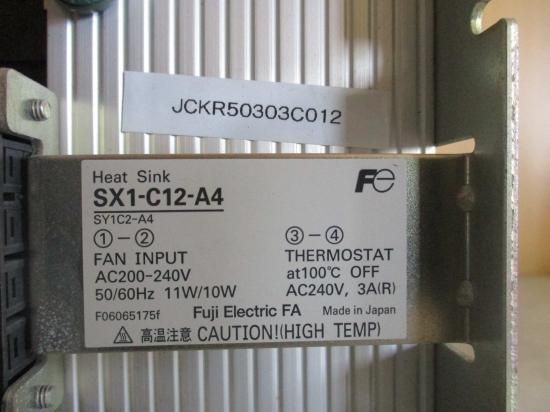 JCKR50303C012
Heat Sink
Fe
SX1-C12-A4
SY1C2-A4
①-② ③-④
FAN INPUT THERMOSTAT
AC200-240V at100℃ OFF
50/60Hz 11W/10W AC240V, 3A(R)
F06065175f Fuji Electric FA Made in Japan
高温注意 CAUTION!(HIGH TEMP)